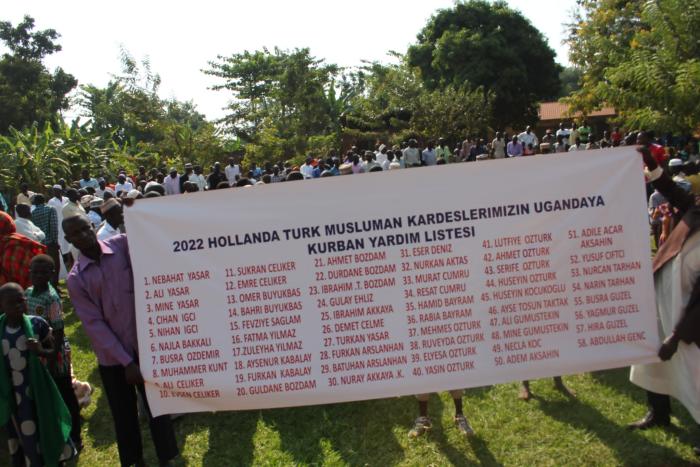 2022 HOLLANDA TURK MUSLUMAN KARDESLERIMIZIN UGANDAYA
KURBAN YARDIM LISTESI
1. NEBAHAT YASAR
2. ALI YASAR
3. MINE YASAR
4. CIHAN IGCI
5. NIHAN IGCI
6. NAILA BAKKALI
7. BUSRA OZDEMIR
8. MUHAMMER KUNT
9. ALI CELIKER
10. EVSEN CELIKER
11. SUKRAN CELIKER
12. EMRE CELIKER
13. OMER BUYUKBAS
14. BAHRI BUYUKBAS
15. FEVZIYE SAGLAM
16. FATMA YILMAZ
17. ZULEYHA YILMAZ
18. AYSENUR KABALAY
19. FURKAN KABALAY
20. GULDANE BOZDAM
21. AHMET BOZDAM
22. DURDANE BOZDAM
23. IBRAHIM .T. BOZDAM
24. GULAY EHLIZ
25. IBRAHIM AKKAYA
26. DEMET CELME
27. TURKAN YASAR
28. FURKAN ARSLANHAN
29. BATUHAN ARSLANHAN
30. NURAY AKKAYA .K.
31. ESER DENIZ
32. NURKAN AKTAS
33. MURAT CUMRU
34. RESAT CUMRU
35. HAMID BAYRAM
36. RABIA BAYRAM
37. MEHMES OZTURK
38. RUVEYDA OZTURK
39. ELYESA OZTURK
40. YASIN OZTURK
41. LUTFIYE OZTURK
42. AHMET OZTURK
43. SERIFE OZTURK
44. HUSEYIN OZTURK
45. HUSEYIN KOCUKOGLU
46. AYSE TOSUN TAKTAK
47. ALI GUMUSTEKIN
48. MINE GUMUSTEKIN
49. NECLA KOC
50. ADEM AKSAHIN
51. ADILE ACAR
AKSAHIN
52. YUSUF CIFTCI
53. NURCAN TARHAN
54. NARIN TARHAN
55. BUSRA GUZEL
56. YAGMUR GUZEL
57. HIRA GUZEL
58. ABDULLAH GENC